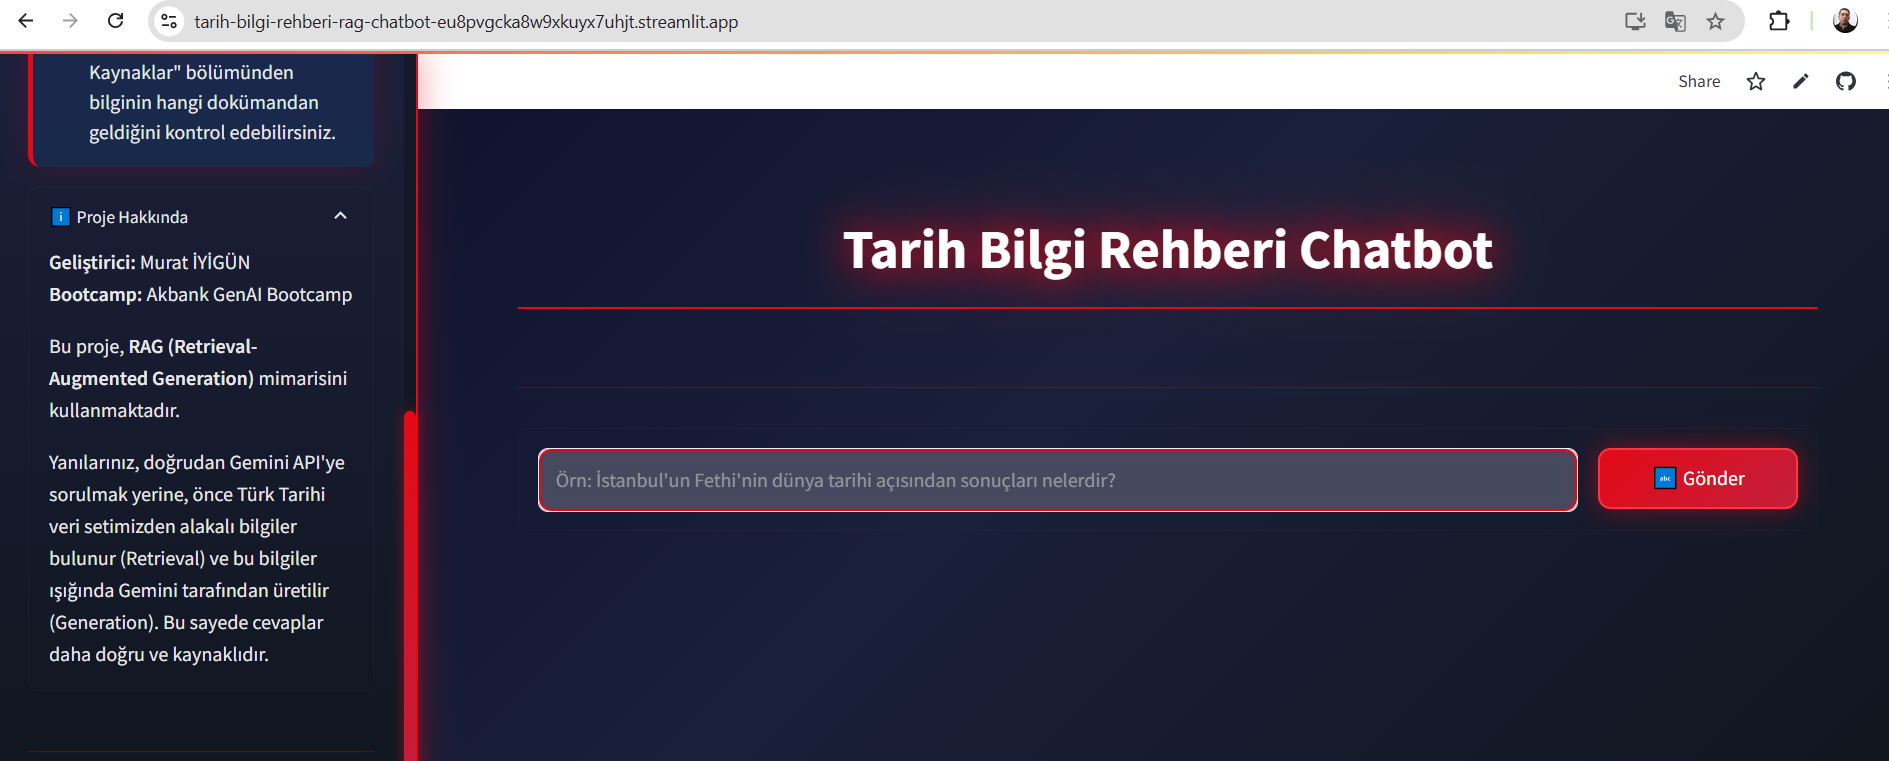 tarih-bilgi-rehberi-rag-chatbot-eu8pvgcka8w9xkuyx7uhjt.streamlit.app
Share
Kaynaklar" bölümünden
bilginin hangi dokümandan
geldiğini kontrol edebilirsiniz.
i Proje Hakkında
Geliştirici: Murat İYİGÜN
Bootcamp: Akbank GenAI Bootcamp
Bu proje, RAG (Retrieval-
Augmented Generation) mimarisini
kullanmaktadır.
Yanılarınız, doğrudan Gemini API'ye
sorulmak yerine, önce Türk Tarihi
veri setimizden alakalı bilgiler
bulunur (Retrieval) ve bu bilgiler
ışığında Gemini tarafından üretilir
(Generation). Bu sayede cevaplar
daha doğru ve kaynaklıdır.
Tarih Bilgi Rehberi Chatbot
Örn: İstanbul'un Fethi'nin dünya tarihi açısından sonuçları nelerdir?
abc Gönder